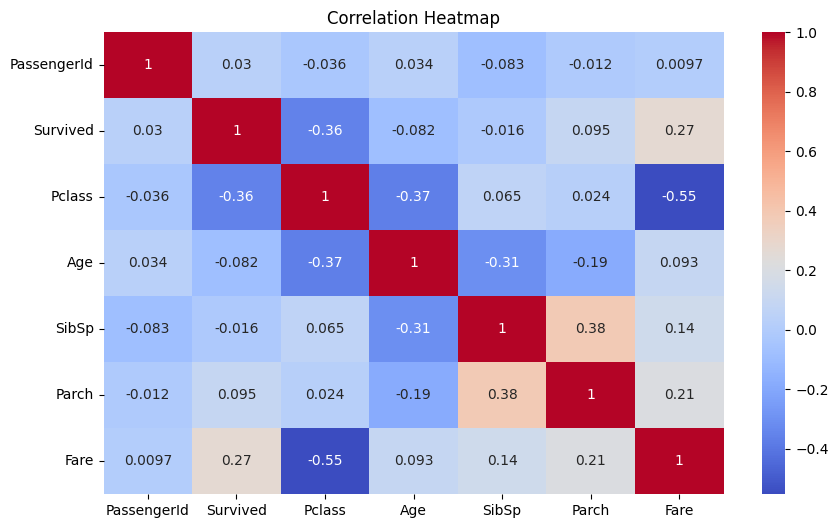 Correlation Heatmap
PassengerId 1 0.03 -0.036 0.034 -0.083 -0.012 0.0097
Survived 0.03 1 -0.36 -0.082 -0.016 0.095 0.27
Pclass -0.036 -0.36 1 -0.37 0.065 0.024 -0.55
Age 0.034 -0.082 -0.37 1 -0.31 -0.19 0.093
SibSp -0.083 -0.016 0.065 -0.31 1 0.38 0.14
Parch -0.012 0.095 0.024 -0.19 0.38 1 0.21
Fare 0.0097 0.27 -0.55 0.093 0.14 0.21 1
PassengerId Survived Pclass Age SibSp Parch Fare
1.0
0.8
0.6
0.4
0.2
0.0
−0.2
−0.4